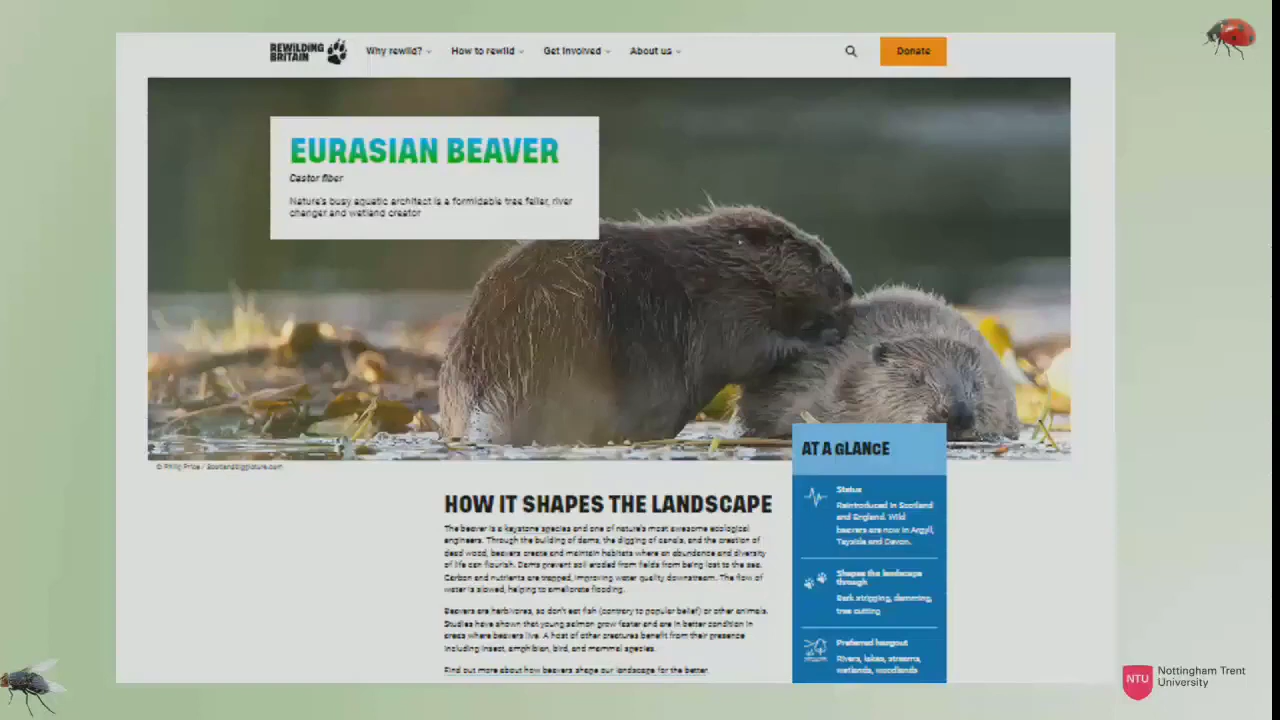 REWILDING
BRITAIN
Why rewild?
How to rewild
Get Involved
About us
Donate
EURASIAN BEAVER
Castor fiber
Nature's busy aquatic architect is a formidable tree feller, river
changer and wetland creator
© Philip Price / Scotlandbigpicture.com
AT A GLANCE
HOW IT SHAPES THE LANDSCAPE
The beaver is a keystone species and one of nature's most awesome ecological
engineers. Through the building of dams, the digging of canals, and the creation of
dead wood, beavers create and maintain habitats where an abundance and diversity
of life can flourish. Dams prevent soil eroded from fields from being lost to the sea.
Carbon and nutrients are trapped, improving water quality downstream. The flow of
water is slowed, helping to ameliorate flooding.
Beavers are herbivores, so don't eat fish (contrary to popular belief) or other animals.
Studies have shown that young salmon grow faster and are in better condition in
areas where beavers live. A host of other creatures benefit from their presence
including insect, amphibian, bird, and mammal species.
Find out more about how beavers shape our landscape for the better.
Status
Reintroduced in Scotland
and England. Wild
beavers are now in Argyll,
Tayside and Devon.
Shapes the landscape
through
Bark stripping, damming,
tree cutting
Preferred hangout
Rivers, lakes, streams,
wetlands, woodlands
NTU
Nottingham Trent
University